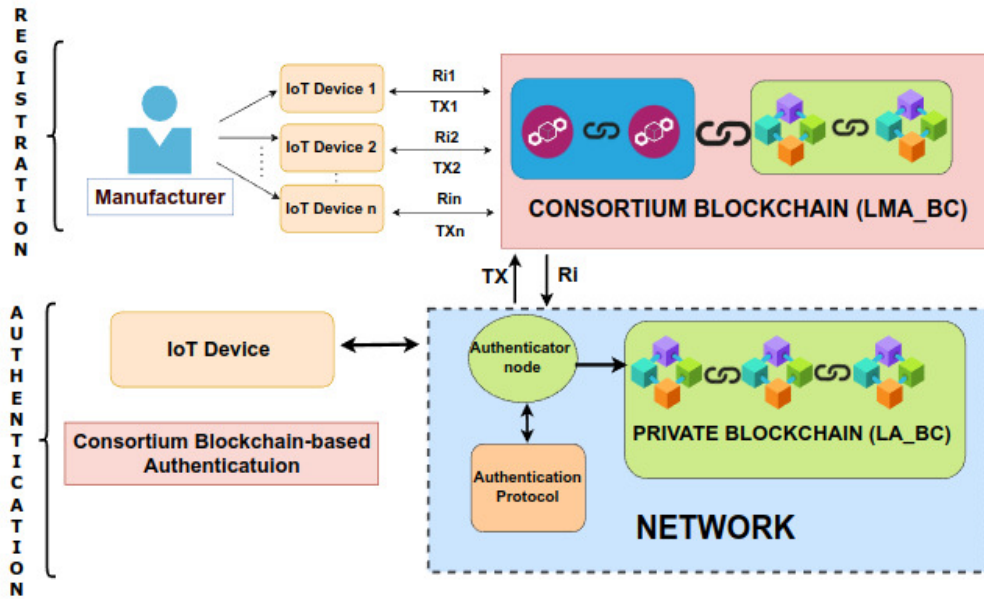 REGISTRATION
Manufacturer
IoT Device 1
IoT Device 2
IoT Device n
Ri1
TX1
Ri2
TX2
Rin
TXn
CONSORTIUM BLOCKCHAIN (LMA_BC)
TX
Ri
AUTHENTICATION
IoT Device
Consortium Blockchain-based
Authenticatuion
Authenticator
node
Authentication
Protocol
PRIVATE BLOCKCHAIN (LA_BC)
NETWORK